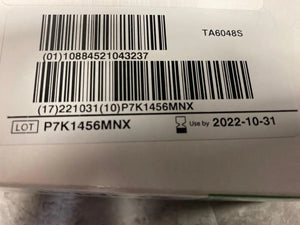 TA6048S
(01)10884521043237
(17)221031(10)P7K1456MNX
LOT P7K1456MNX Use by 2022-10-31